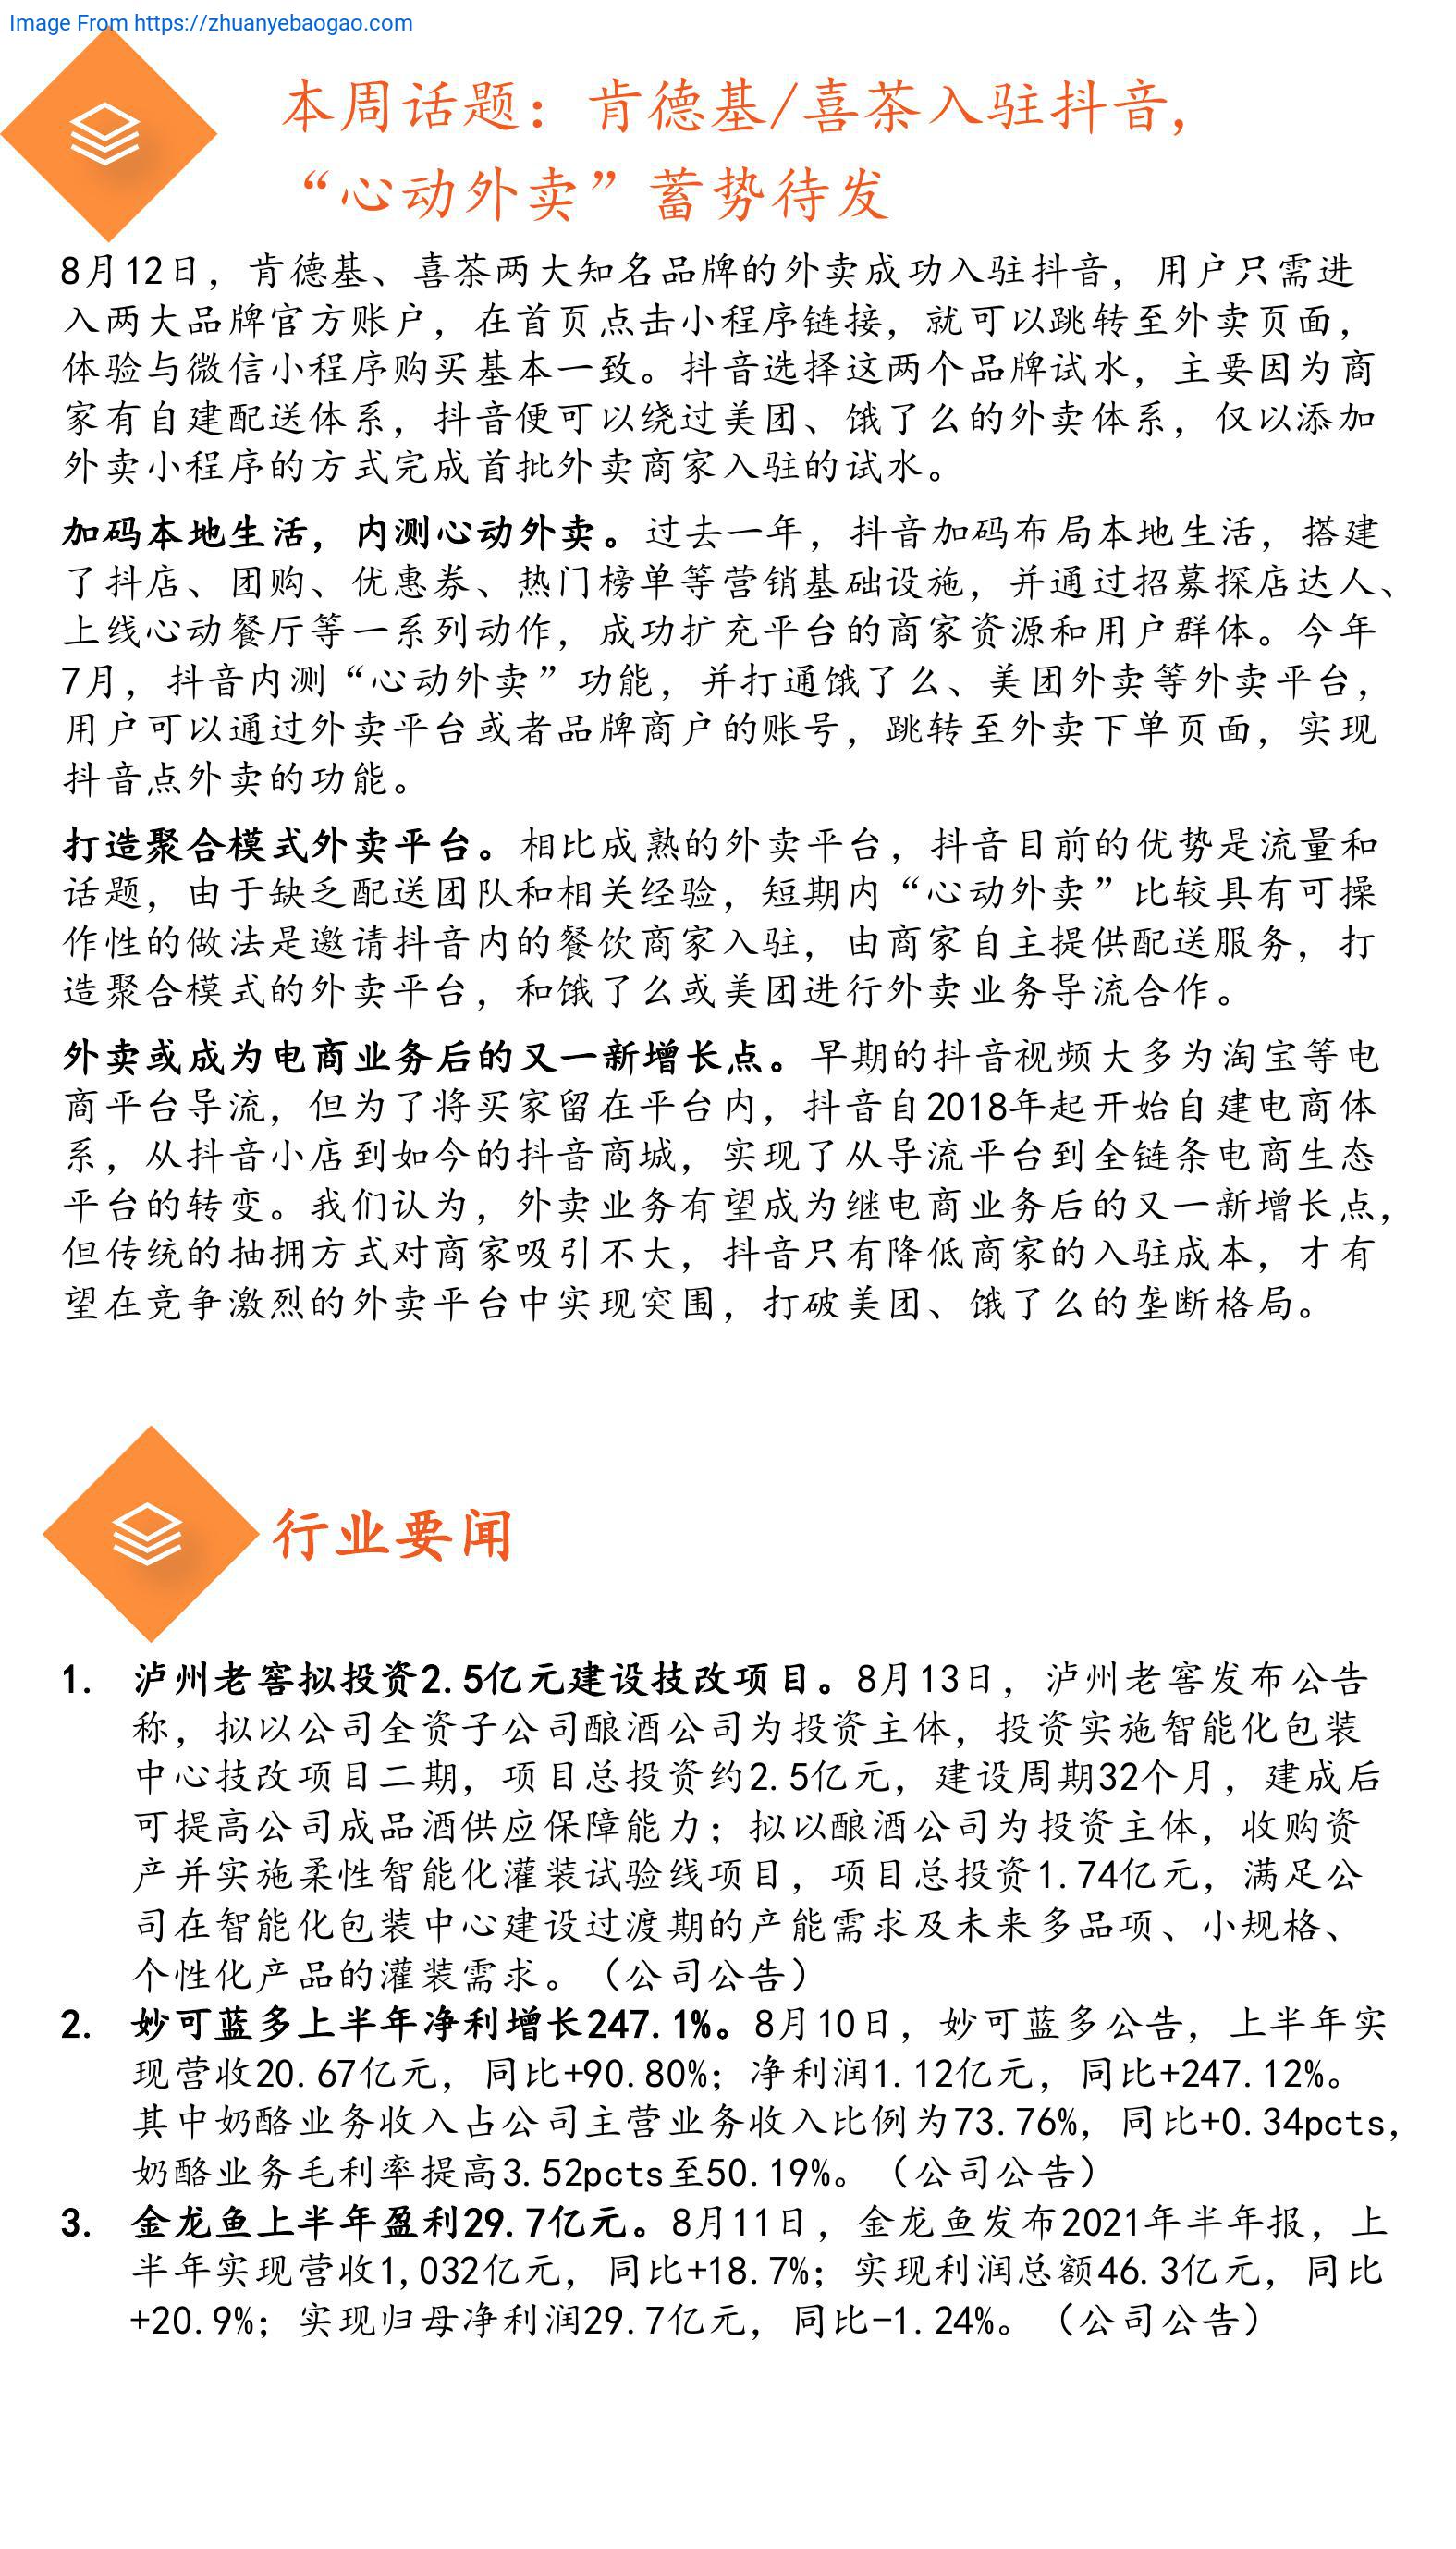 Image From https://zhuanyebaogao.com
本周话题：肯德基/喜茶入驻抖音，
“心动外卖”蓄势待发
8月12日，肯德基、喜茶两大知名品牌的外卖成功入驻抖音，用户只需进
入两大品牌官方账户，在首页点击小程序链接，就可以跳转至外卖页面，
体验与微信小程序购买基本一致。抖音选择这两个品牌试水，主要因为商
家有自建配送体系，抖音便可以绕过美团、饿了么的外卖体系，仅以添加
外卖小程序的方式完成首批外卖商家入驻的试水。
加码本地生活，内测心动外卖。过去一年，抖音加码布局本地生活，搭建
了抖店、团购、优惠券、热门榜单等营销基础设施，并通过招募探店达人、
上线心动餐厅等一系列动作，成功扩充平台的商家资源和用户群体。今年
7月，抖音内测“心动外卖”功能，并打通饿了么、美团外卖等外卖平台，
用户可以通过外卖平台或者品牌商户的账号，跳转至外卖下单页面，实现
抖音点外卖的功能。
打造聚合模式外卖平台。相比成熟的外卖平台，抖音目前的优势是流量和
话题，由于缺乏配送团队和相关经验，短期内“心动外卖”比较具有可操
作性的做法是邀请抖音内的餐饮商家入驻，由商家自主提供配送服务，打
造聚合模式的外卖平台，和饿了么或美团进行外卖业务导流合作。
外卖或成为电商业务后的又一新增长点。早期的抖音视频大多为淘宝等电
商平台导流，但为了将买家留在平台内，抖音自2018年起开始自建电商体
系，从抖音小店到如今的抖音商城，实现了从导流平台到全链条电商生态
平台的转变。我们认为，外卖业务有望成为继电商业务后的又一新增长点，
但传统的抽拥方式对商家吸引不大，抖音只有降低商家的入驻成本，才有
望在竞争激烈的外卖平台中实现突围，打破美团、饿了么的垄断格局。
行业要闻
1. 泸州老窖拟投资2.5亿元建设技改项目。8月13日，泸州老窖发布公告
称，拟以公司全资子公司酿酒公司为投资主体，投资实施智能化包装
中心技改项目二期，项目总投资约2.5亿元，建设周期32个月，建成后
可提高公司成品酒供应保障能力；拟以酿酒公司为投资主体，收购资
产并实施柔性智能化灌装试验线项目，项目总投资1.74亿元，满足公
司在智能化包装中心建设过渡期的产能需求及未来多品项、小规格、
个性化产品的灌装需求。（公司公告）
2. 妙可蓝多上半年净利增长247.1%。8月10日，妙可蓝多公告，上半年实
现营收20.67亿元，同比+90.80%；净利润1.12亿元，同比+247.12%。
其中奶酪业务收入占公司主营业务收入比例为73.76%，同比+0.34pcts，
奶酪业务毛利率提高3.52pcts至50.19%。（公司公告）
3. 金龙鱼上半年盈利29.7亿元。8月11日，金龙鱼发布2021年半年报，上
半年实现营收1,032亿元，同比+18.7%；实现利润总额46.3亿元，同比
+20.9%；实现归母净利润29.7亿元，同比-1.24%。（公司公告）